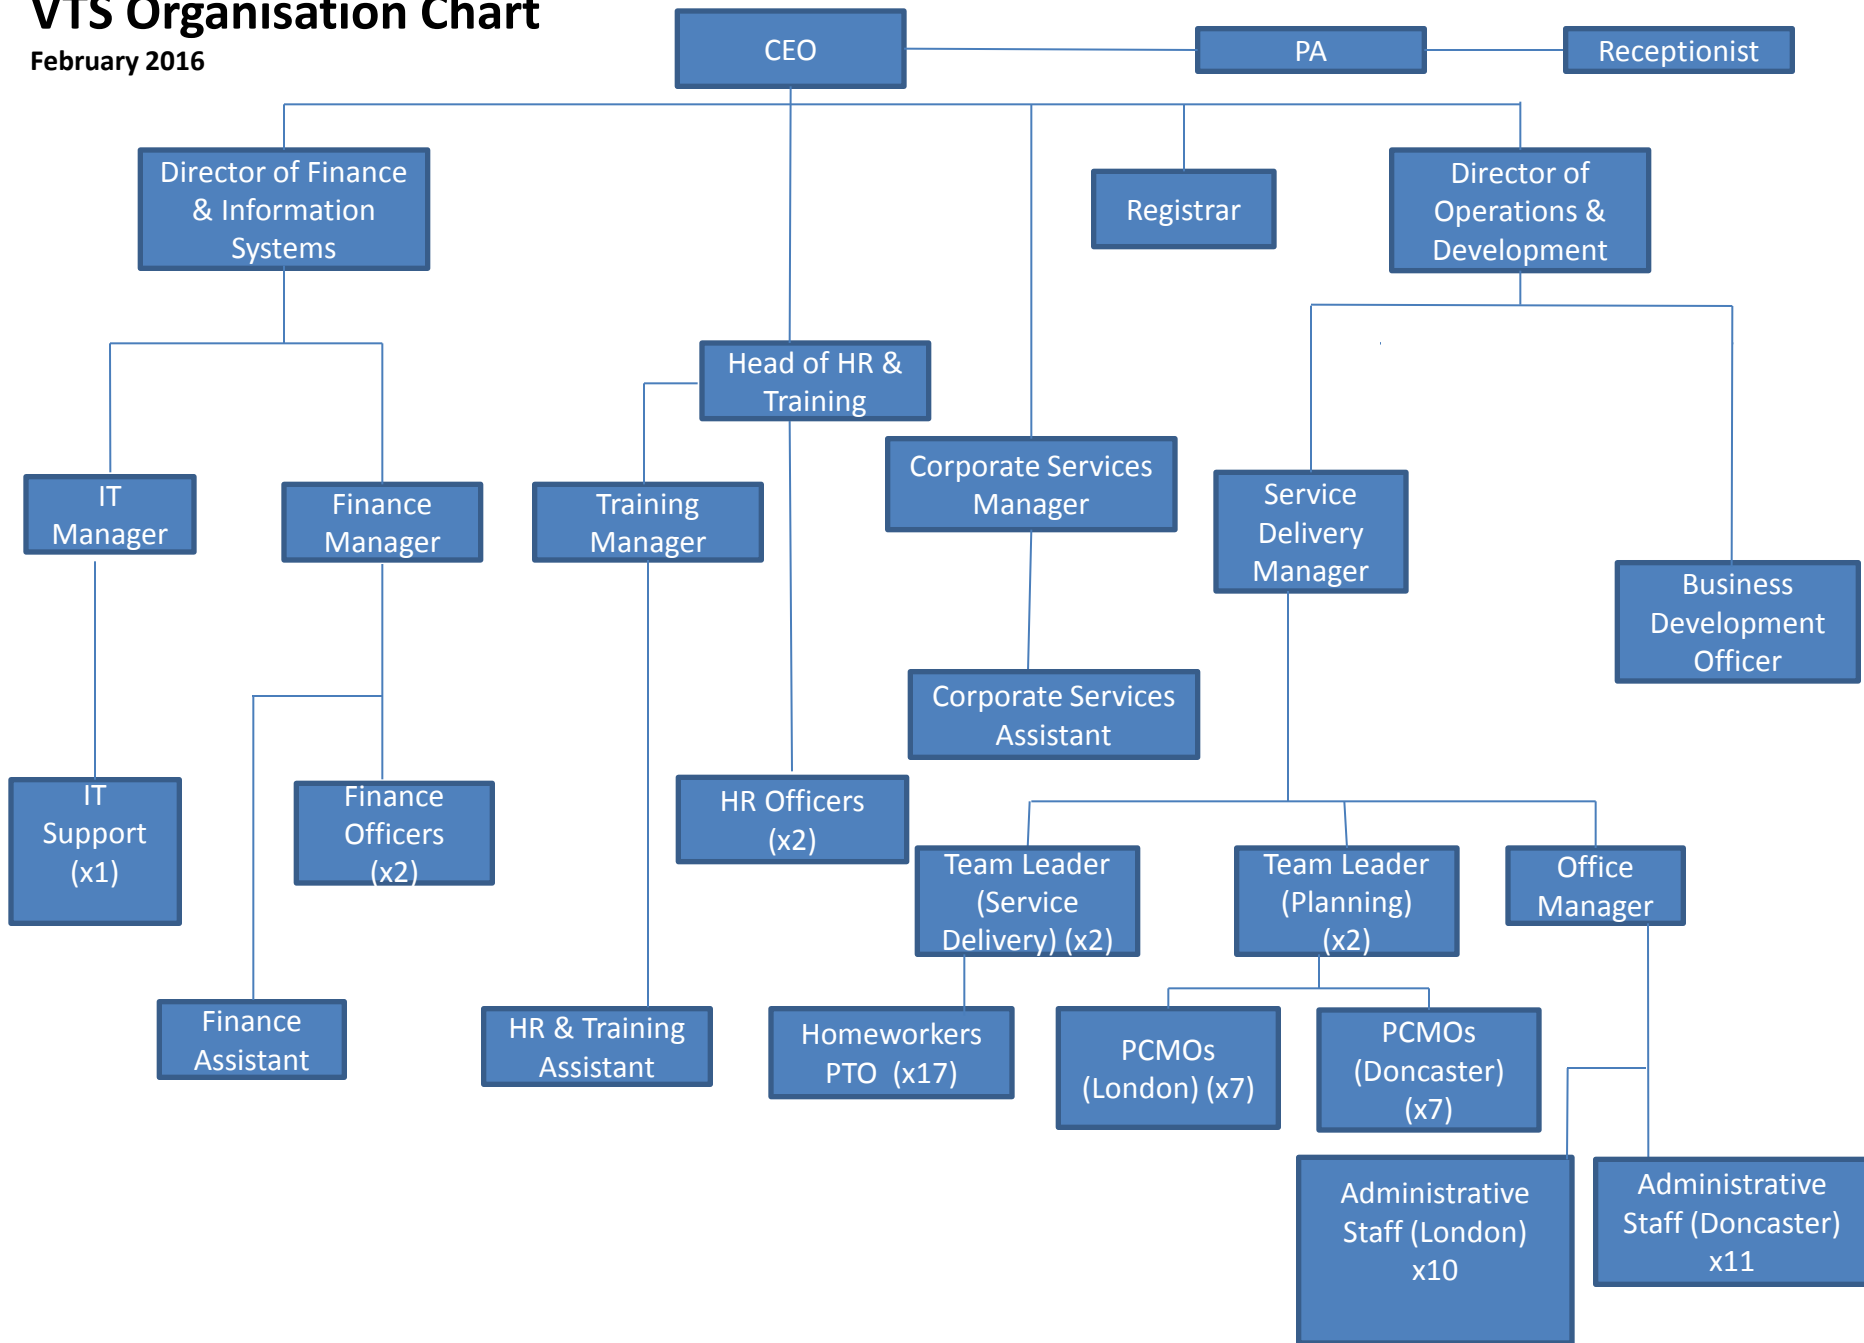 VTS Organisation Chart
February 2016
CEO
PA
Receptionist
Director of Finance
& Information
Systems
Registrar
Director of
Operations &
Development
Head of HR &
Training
IT
Manager
Finance
Manager
Training
Manager
Corporate Services
Manager
Service
Delivery
Manager
Business
Development
Officer
Corporate Services
Assistant
IT
Support
(x1)
Finance
Officers
(x2)
HR Officers
(x2)
Team Leader
(Service
Delivery) (x2)
Team Leader
(Planning)
(x2)
Office
Manager
Finance
Assistant
HR & Training
Assistant
Homeworkers
PTO (x17)
PCMOs
(London) (x7)
PCMOs
(Doncaster)
(x7)
Administrative
Staff (London)
x10
Administrative
Staff (Doncaster)
x11